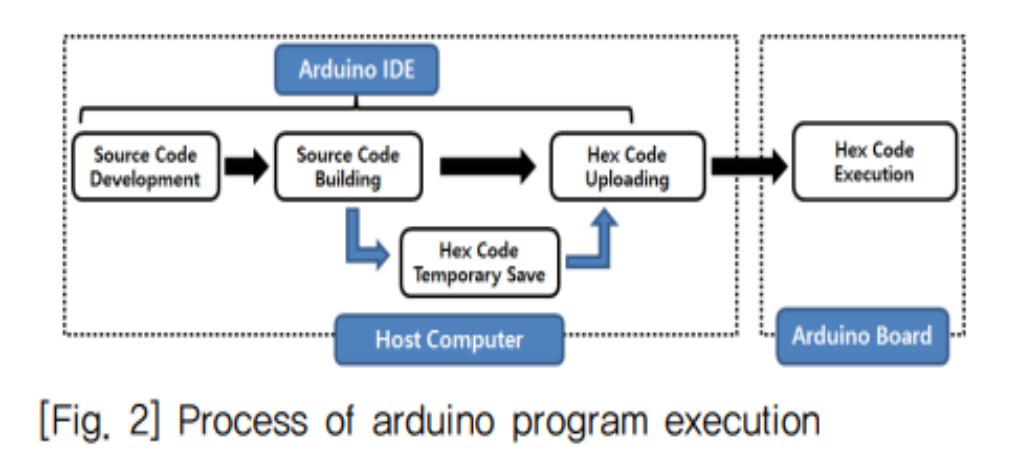 Arduino IDE
Source Code
Development
Source Code
Building
Hex Code
Uploading
Hex Code
Execution
Hex Code
Temporary Save
Host Computer
Arduino Board
[Fig. 2] Process of arduino program execution